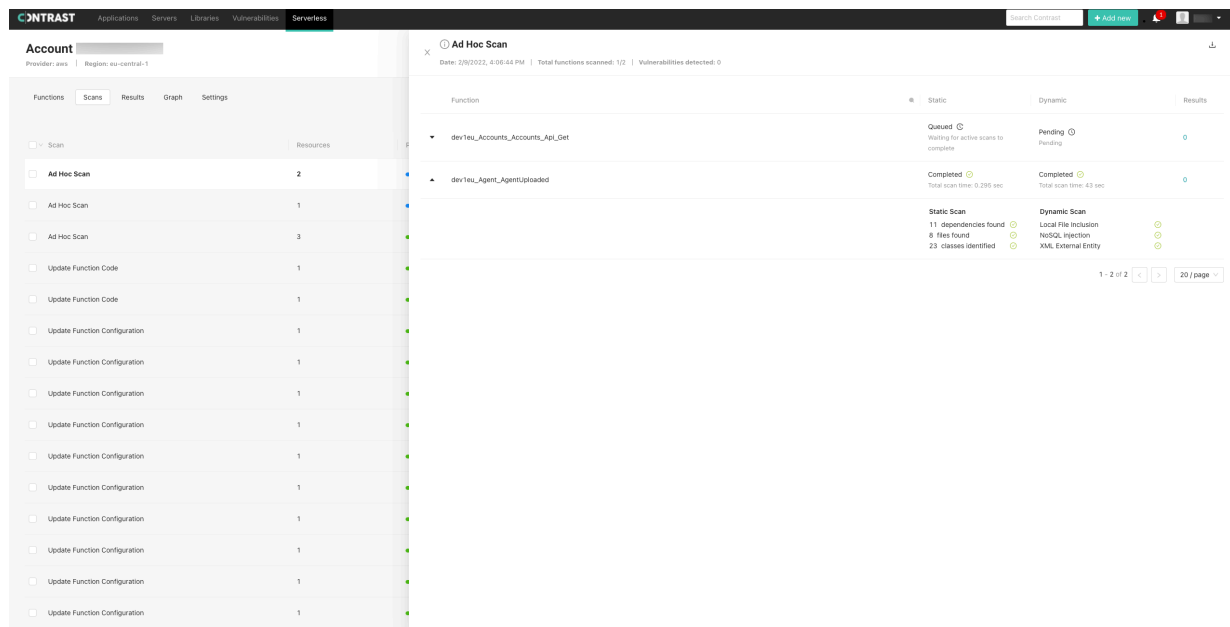 CONTRAST Applications Servers Libraries Vulnerabilities Serverless Search Contrast + Add new 1
Account
Provider: aws | Region: eu-central-1
Functions Scans Results Graph Settings
Scan Resources
Ad Hoc Scan 2
Ad Hoc Scan 1
Ad Hoc Scan 3
Update Function Code 1
Update Function Code 1
Update Function Configuration 1
Update Function Configuration 1
Update Function Configuration 1
Update Function Configuration 1
Update Function Configuration 1
Update Function Configuration 1
Update Function Configuration 1
Update Function Configuration 1
Update Function Configuration 1
Update Function Configuration 1
Ad Hoc Scan
Date: 2/9/2022, 4:06:44 PM | Total functions scanned: 1/2 | Vulnerabilities detected: 0
Function Static Dynamic Results
dev1eu_Accounts_Accounts_Api_Get Queued Pending 0
Waiting for active scans to Pending
complete
dev1eu_Agent_AgentUploaded Completed Completed 0
Total scan time: 0.296 sec Total scan time: 43 sec
Static Scan Dynamic Scan
11 dependencies found Local File Inclusion
8 files found NoSQL Injection
23 classes identified XML External Entity
1 - 2 of 2 < > 20 / page